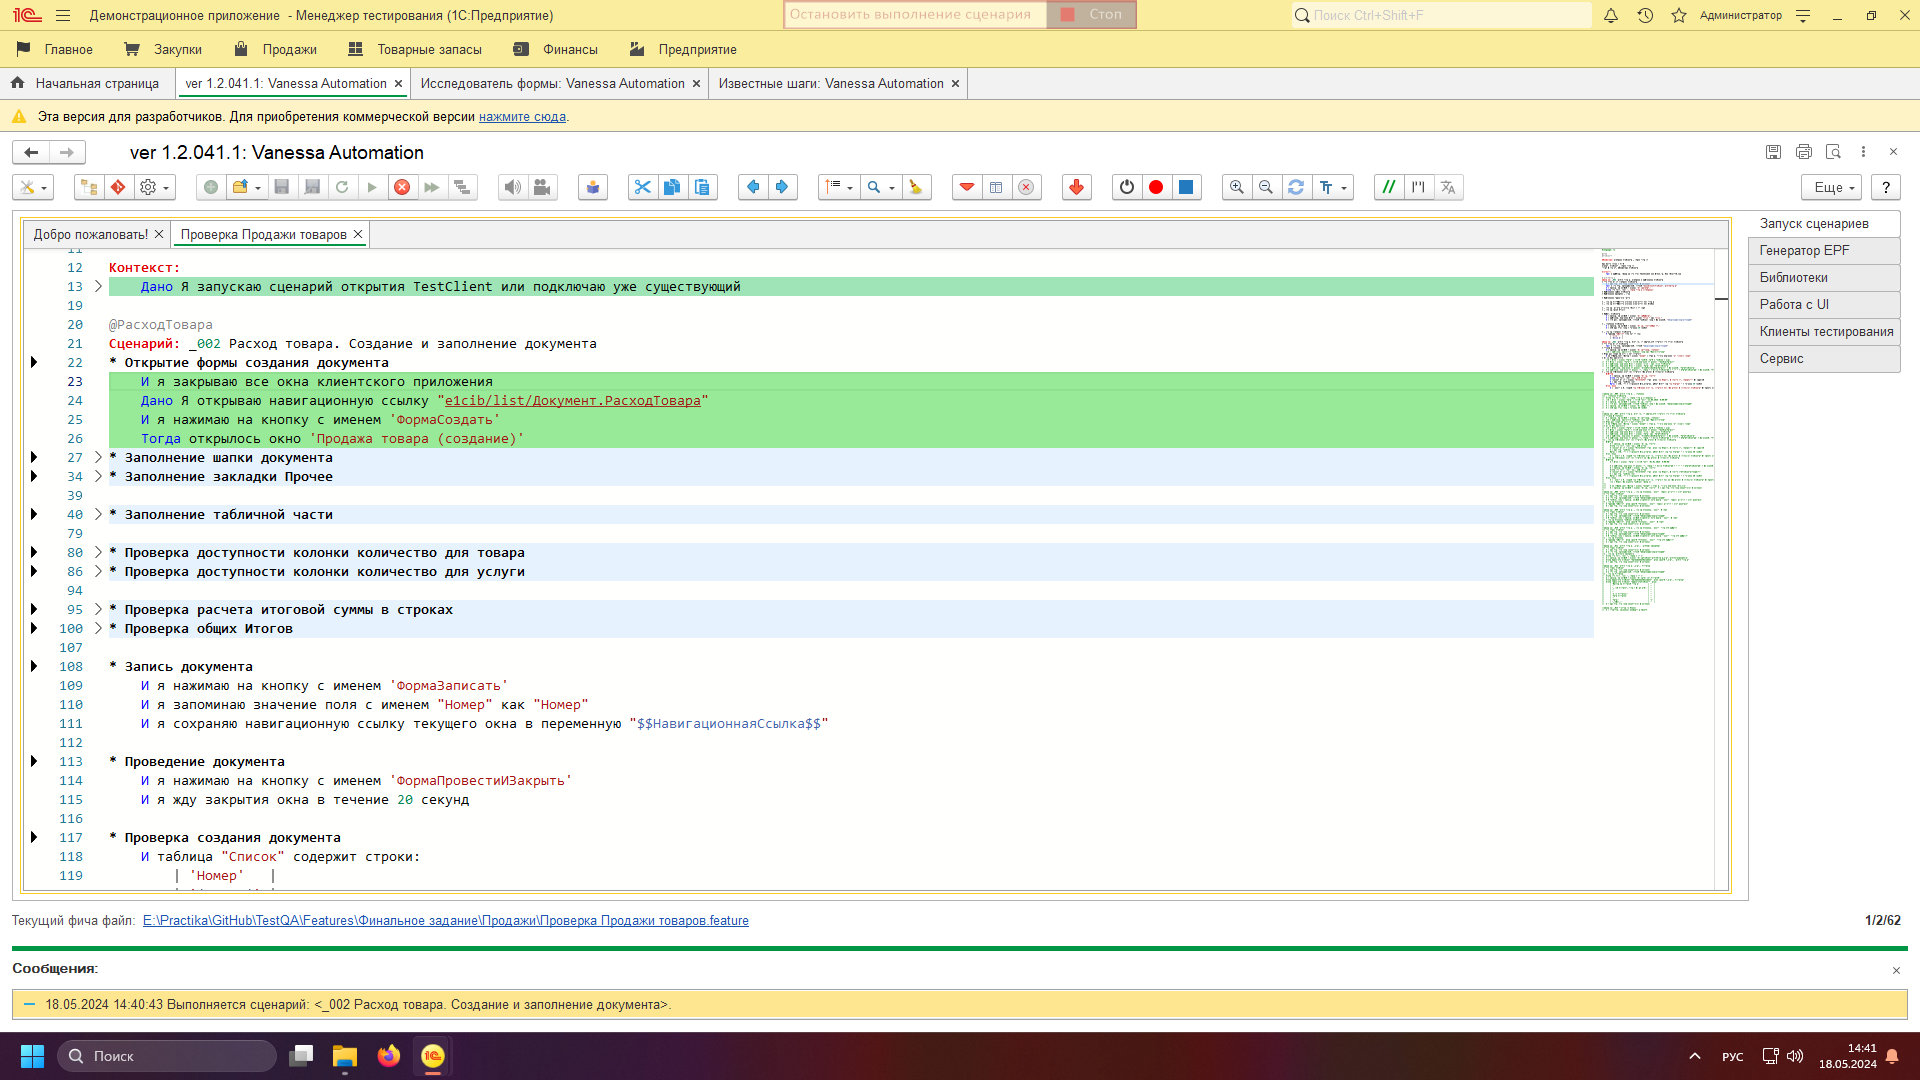 Демонстрационное приложение - Менеджер тестирования (1С:Предприятие)
Остановить выполнение сценария
Стоп
Поиск Ctrl+Shift+F
Администратор
Главное
Закупки
Продажи
Товарные запасы
Финансы
Предприятие
Начальная страница
ver 1.2.041.1: Vanessa Automation ×
Исследователь формы: Vanessa Automation ×
Известные шаги: Vanessa Automation ×
Эта версия для разработчиков. Для приобретения коммерческой версии нажмите сюда.
ver 1.2.041.1: Vanessa Automation
Еще
?
Добро пожаловать! ×
Проверка Продажи товаров ×
Запуск сценариев
Генератор EPF
Библиотеки
Работа с UI
Клиенты тестирования
Сервис
11
12 Контекст:
13 Дано Я запускаю сценарий открытия TestClient или подключаю уже существующий
19
20 @РасходТовара
21 Сценарий: _002 Расход товара. Создание и заполнение документа
22 * Открытие формы создания документа
23 И я закрываю все окна клиентского приложения
24 Дано Я открываю навигационную ссылку "e1cib/list/Документ.РасходТовара"
25 И я нажимаю на кнопку с именем 'ФормаСоздать'
26 Тогда открылось окно 'Продажа товара (создание)'
27 * Заполнение шапки документа
34 * Заполнение закладки Прочее
39
40 * Заполнение табличной части
79
80 * Проверка доступности колонки количество для товара
86 * Проверка доступности колонки количество для услуги
94
95 * Проверка расчета итоговой суммы в строках
100 * Проверка общих Итогов
107
108 * Запись документа
109 И я нажимаю на кнопку с именем 'ФормаЗаписать'
110 И я запоминаю значение поля с именем "Номер" как "Номер"
111 И я сохраняю навигационную ссылку текущего окна в переменную "$$НавигационнаяСсылка$$"
112
113 * Проведение документа
114 И я нажимаю на кнопку с именем 'ФормаПровестиИЗакрыть'
115 И я жду закрытия окна в течение 20 секунд
116
117 * Проверка создания документа
118 И таблица "Список" содержит строки:
119 | 'Номер' |
Текущий фича файл: E:\Practika\GitHub\TestQA\Features\Финальное задание\Продажи\Проверка Продажи товаров.feature
1/2/62
Сообщения:
18.05.2024 14:40:43 Выполняется сценарий: <_002 Расход товара. Создание и заполнение документа>.
Поиск
РУС
14:41
18.05.2024